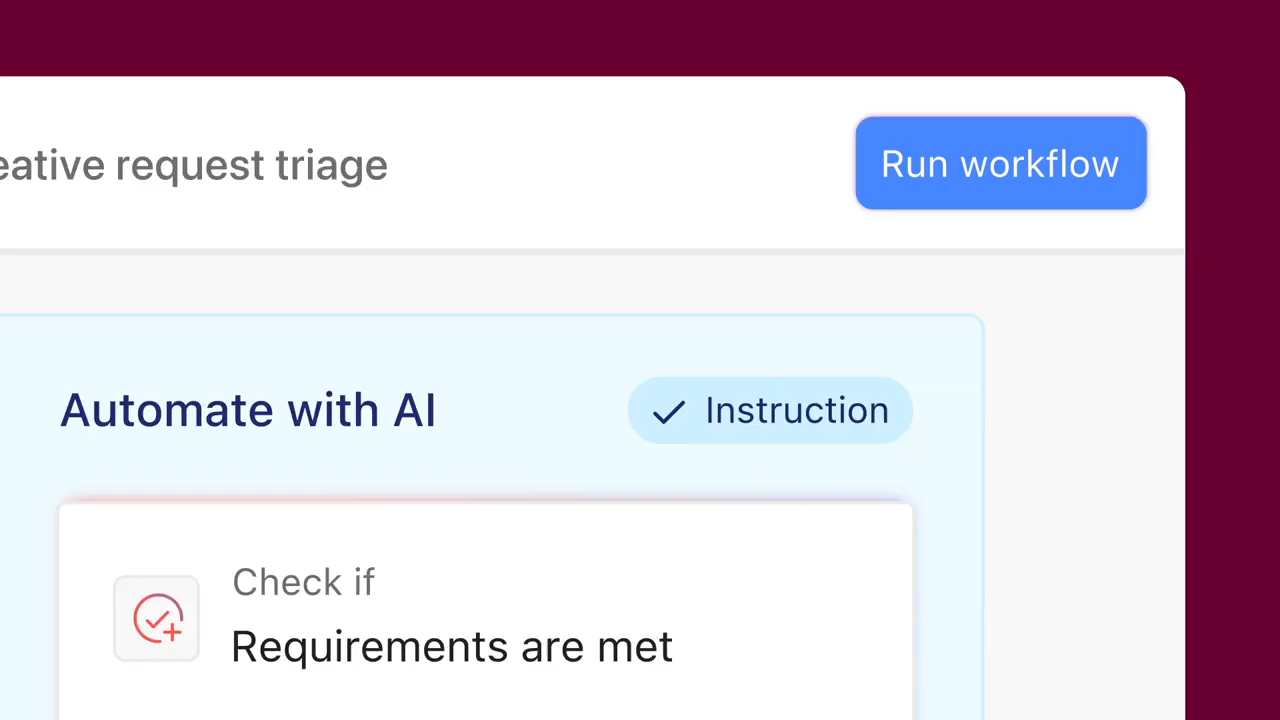 eative request triage
Run workflow
Automate with AI
Instruction
Check if
Requirements are met